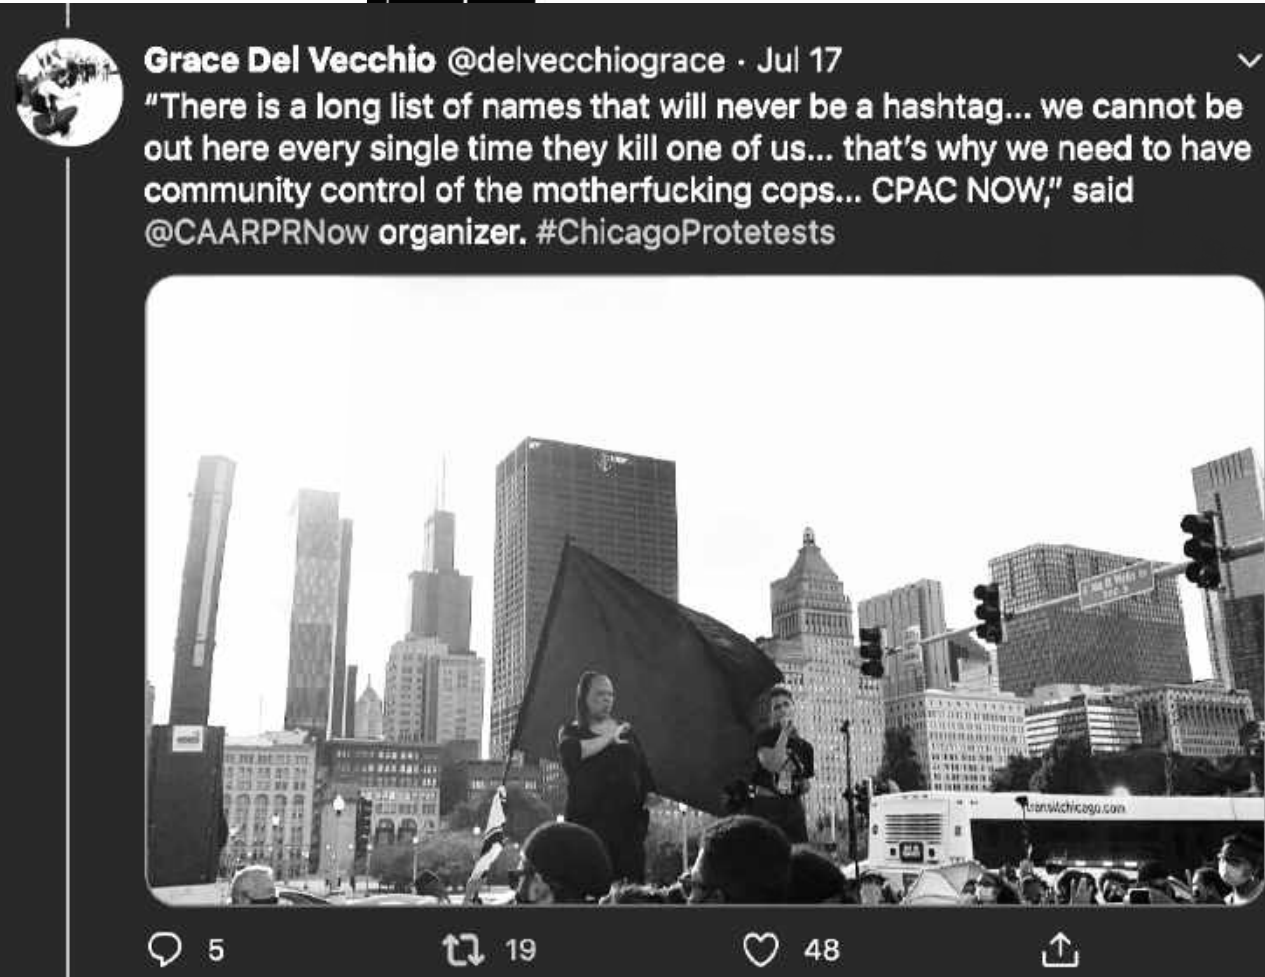 Grace Del Vecchio @delvecchiograce · Jul 17
“There is a long list of names that will never be a hashtag... we cannot be
out here every single time they kill one of us... that’s why we need to have
community control of the motherfucking cops... CPAC NOW,” said
@CAARPRNow organizer. #ChicagoProtetests
transitchicago.com
5 19 48